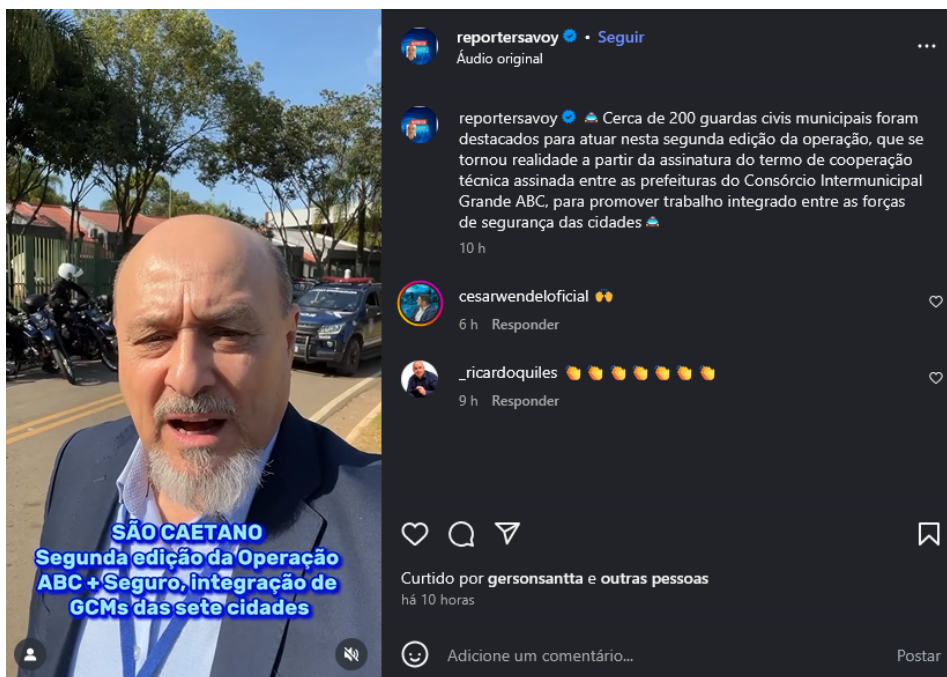 reportersavoy • Seguir
Áudio original
reportersavoy 🚔 Cerca de 200 guardas civis municipais foram
destacados para atuar nesta segunda edição da operação, que se
tornou realidade a partir da assinatura do termo de cooperação
técnica assinada entre as prefeituras do Consórcio Intermunicipal
Grande ABC, para promover trabalho integrado entre as forças
de segurança das cidades 🚔
10 h
cesarwendeloficial 🙌
6 h Responder
_ricardoquiles 👏👏👏👏👏👏👏
9 h Responder
SÃO CAETANO
Segunda edição da Operação
ABC + Seguro, integração de
GCMs das sete cidades
Curtido por gersonsantta e outras pessoas
há 10 horas
Adicione um comentário... Postar